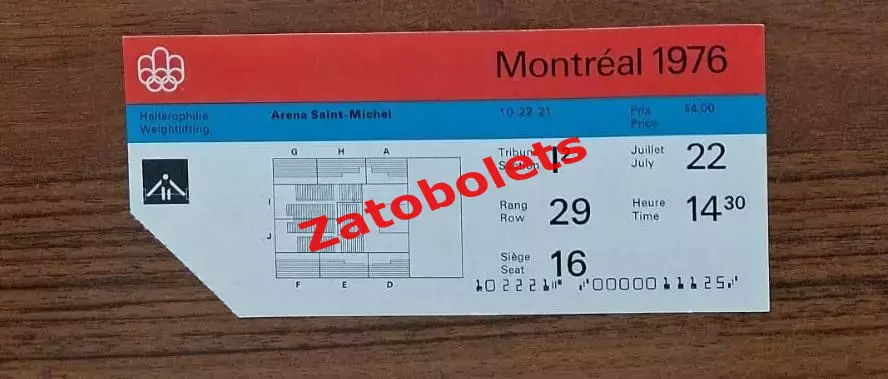 Montréal 1976
Haltérophilie
Weightlifting
Arena Saint-Michel
10-22-21
Prix
Price
$4.00
G H A
I
J
F E D
Tribune
Section
Juillet
July
22
Rang
Row
29
Heure
Time
14 30
Siège
Seat
16
Zatobolets